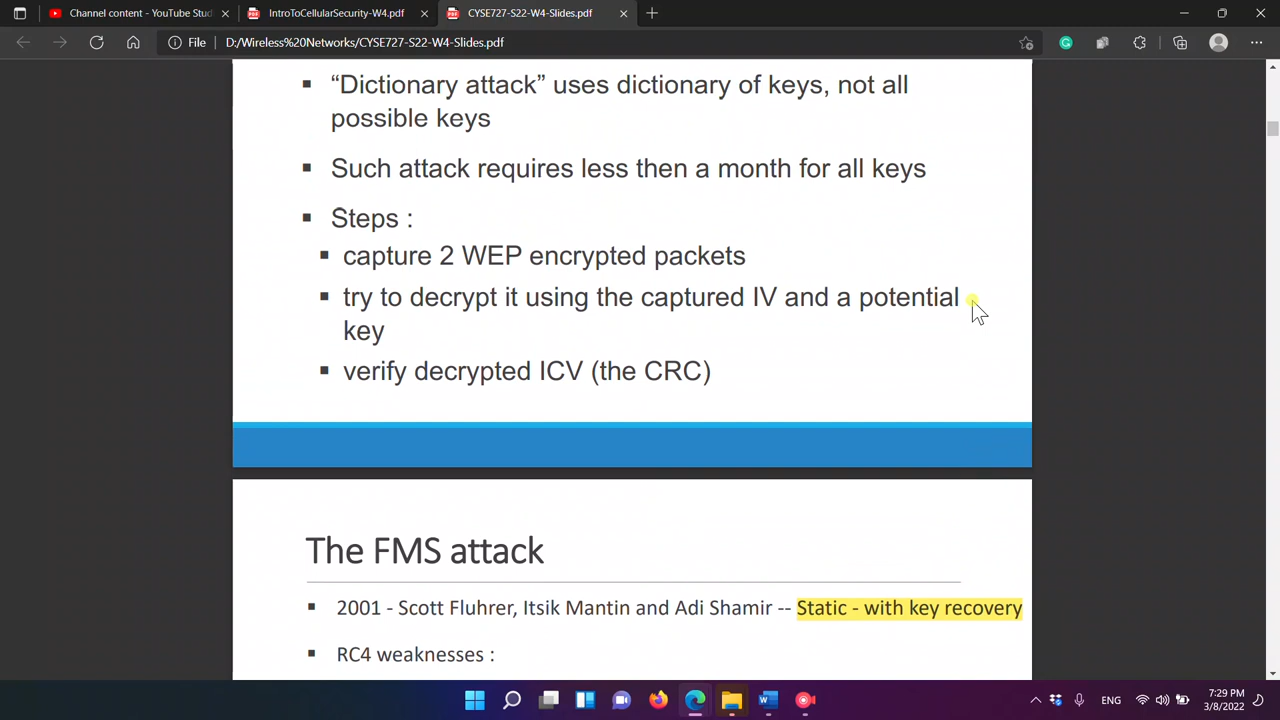 Channel content - YouTube Stud
IntroToCellularSecurity-W4.pdf
CYSE727-S22-W4-Slides.pdf
File
D:/Wireless%20Networks/CYSE727-S22-W4-Slides.pdf
“Dictionary attack” uses dictionary of keys, not all
possible keys
Such attack requires less then a month for all keys
Steps :
capture 2 WEP encrypted packets
try to decrypt it using the captured IV and a potential
key
verify decrypted ICV (the CRC)
The FMS attack
2001 - Scott Fluhrer, Itsik Mantin and Adi Shamir -- Static - with key recovery
RC4 weaknesses :
ENG
7:29 PM
3/8/2022